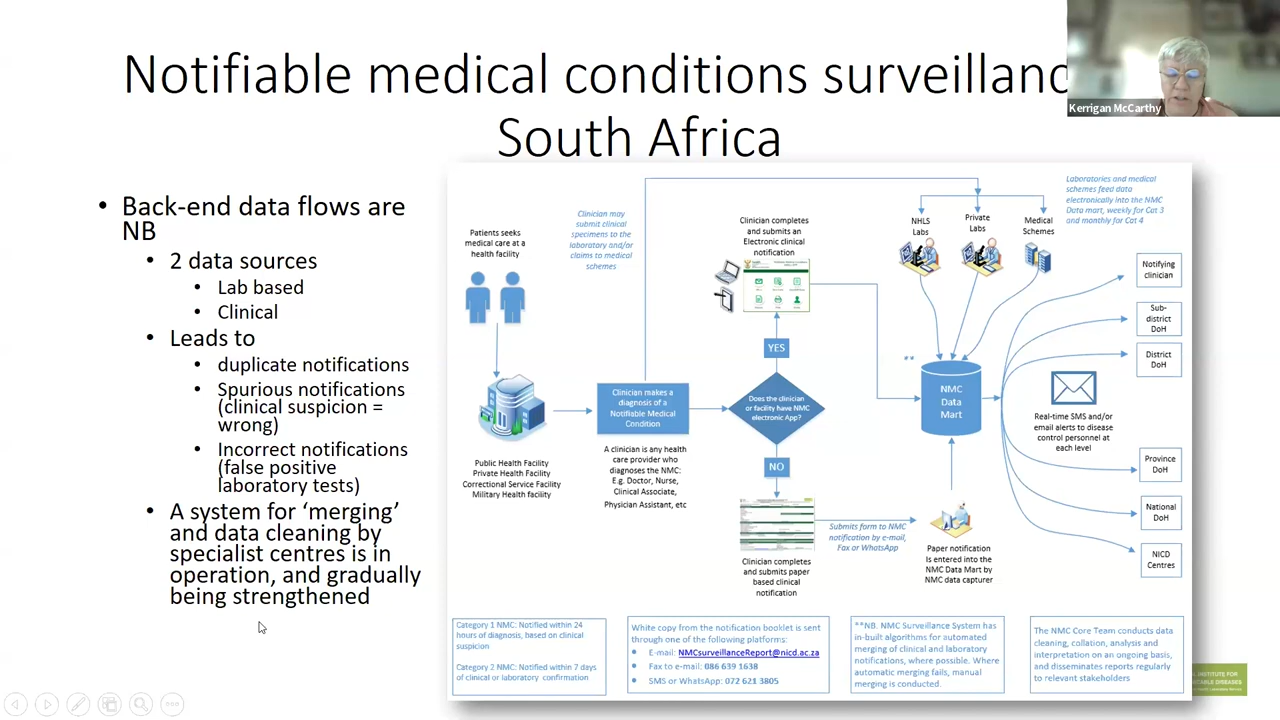 Notifiable medical conditions surveillanc
South Africa
Kerrigan McCarthy
• Back-end data flows are
NB
• 2 data sources
• Lab based
• Clinical
• Leads to
• duplicate notifications
• Spurious notifications
(clinical suspicion =
wrong)
• Incorrect notifications
(false positive
laboratory tests)
• A system for ‘merging’
and data cleaning by
specialist centres is in
operation, and gradually
being strengthened
Patients seeks
medical care at a
health facility
Public Health Facility
Private Health Facility
Correctional Service Facility
Military Health facility
Clinician may
submit clinical
specimens to the
laboratory and/or
claims to medical
schemes
Clinician makes a
diagnosis of a
Notifiable Medical
Condition
A clinician is any health
care provider who
diagnoses the NMC:
E.g. Doctor, Nurse,
Clinical Associate,
Physician Assistant, etc
Clinician completes
and submits an
Electronic clinical
notification
YES
Does the clinician
or facility have NMC
electronic App?
NO
Clinician completes
and submits paper
based clinical
notification
Submits form to NMC
notification by e-mail,
Fax or WhatsApp
Paper notification
is entered into the
NMC Data Mart by
NMC data capturer
NHLS
Labs
Private
Labs
Medical
Schemes
Laboratories and medical
schemes feed data
electronically into the NMC
Data mart, weekly for Cat 3
and monthly for Cat 4
**
NMC
Data
Mart
Real-time SMS and/or
email alerts to disease
control personnel at
each level
Notifying
clinician
Sub-
district
DoH
District
DoH
Province
DoH
National
DoH
NICD
Centres
Category 1 NMC: Notified within 24
hours of diagnosis, based on clinical
suspicion
Category 2 NMC: Notified within 7 days
of clinical or laboratory confirmation
White copy from the notification booklet is sent
through one of the following platforms:
• E-mail: NMCsurveillanceReport@nicd.ac.za
• Fax to e-mail: 086 639 1638
• SMS or WhatsApp: 072 621 3805
**NB. NMC Surveillance System has
in-built algorithms for automated
merging of clinical and laboratory
notifications, where possible. Where
automatic merging fails, manual
merging is conducted.
The NMC Core Team conducts data
cleaning, collation, analysis and
interpretation on an ongoing basis,
and disseminates reports regularly
to relevant stakeholders
L INSTITUTE FOR